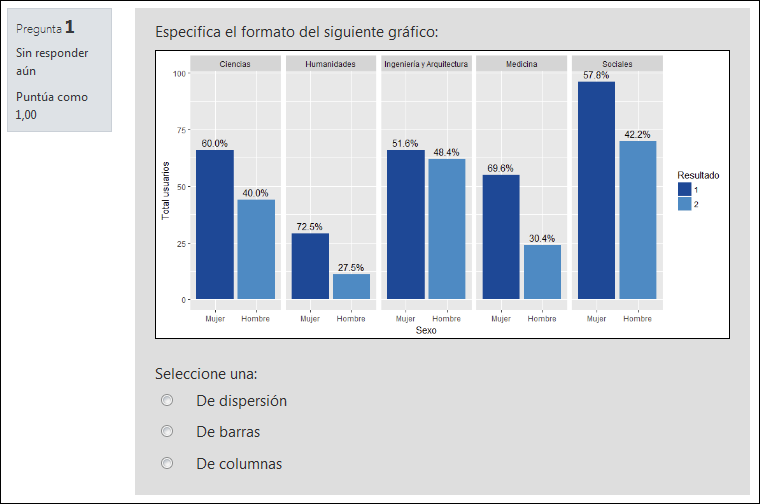 Pregunta 1
Sin responder
aún
Puntúa como
1,00
Especifica el formato del siguiente gráfico:
Ciencias Humanidades Ingeniería y Arquitectura Medicina Sociales
100
75
50
25
0
Total usuarios
60.0% 40.0% 72.5% 27.5% 51.6% 48.4% 69.6% 30.4% 57.8% 42.2%
Mujer Hombre Mujer Hombre Mujer Hombre Mujer Hombre Mujer Hombre
Sexo
Resultado
1
2
Seleccione una:
De dispersión
De barras
De columnas